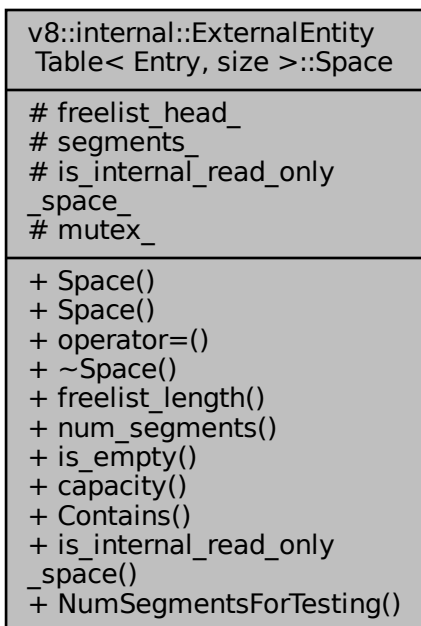 v8::internal::ExternalEntity
Table< Entry, size >::Space
# freelist_head_
# segments_
# is_internal_read_only
_space_
# mutex_
+ Space()
+ Space()
+ operator=()
+ ~Space()
+ freelist_length()
+ num_segments()
+ is_empty()
+ capacity()
+ Contains()
+ is_internal_read_only
_space()
+ NumSegmentsForTesting()